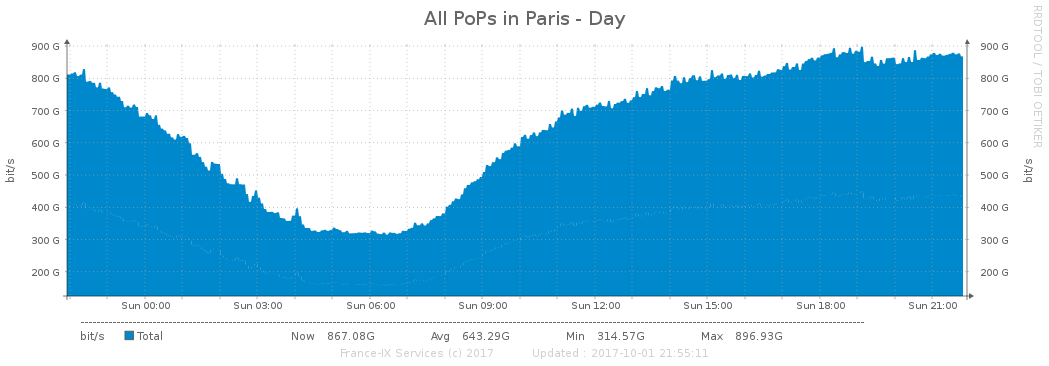 All PoPs in Paris - Day
RRDTOOL / TOBI OETIKER
900 G 900 G
800 G 800 G
700 G 700 G
600 G 600 G
500 G 500 G
400 G 400 G
300 G 300 G
200 G 200 G
bit/s bit/s
Sun 00:00 Sun 03:00 Sun 06:00 Sun 09:00 Sun 12:00 Sun 15:00 Sun 18:00 Sun 21:00
bit/s Total Now 867.08G Avg 643.29G Min 314.57G Max 896.93G
France-IX Services (c) 2017 Updated : 2017-10-01 21:55:11